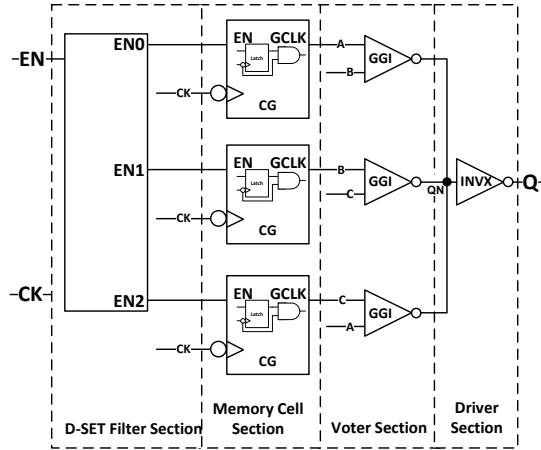 EN
CK
EN0
EN1
EN2
EN GCLK
Latch
CK
CG
EN GCLK
Latch
CK
CG
EN GCLK
Latch
CK
CG
A
B
GGI
B
C
GGI
C
A
GGI
QN
INVX
Q
D-SET Filter Section
Memory Cell
Section
Voter Section
Driver
Section